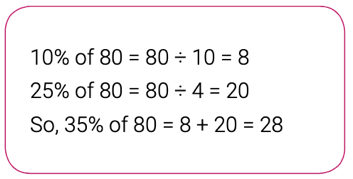 10% of 80 = 80 ÷ 10 = 8
25% of 80 = 80 ÷ 4 = 20
So, 35% of 80 = 8 + 20 = 28